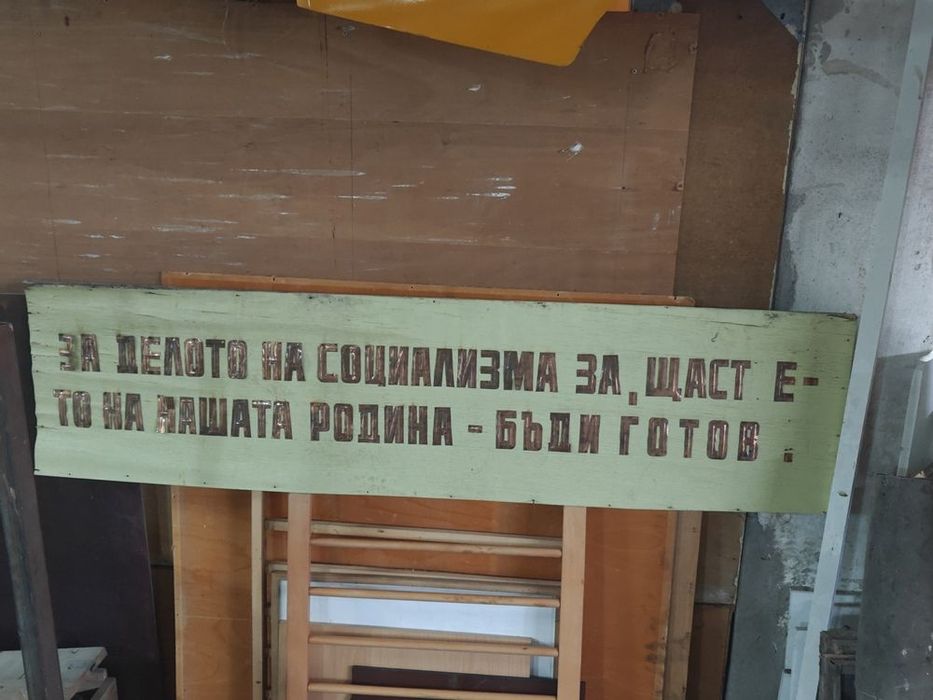 ЗА ДЕЛОТО НА СОЦИАЛИЗМА ЗА, ЩАСТ Е-
ТО НА НАШАТА РОДИНА - БЪДИ ГОТОВ .